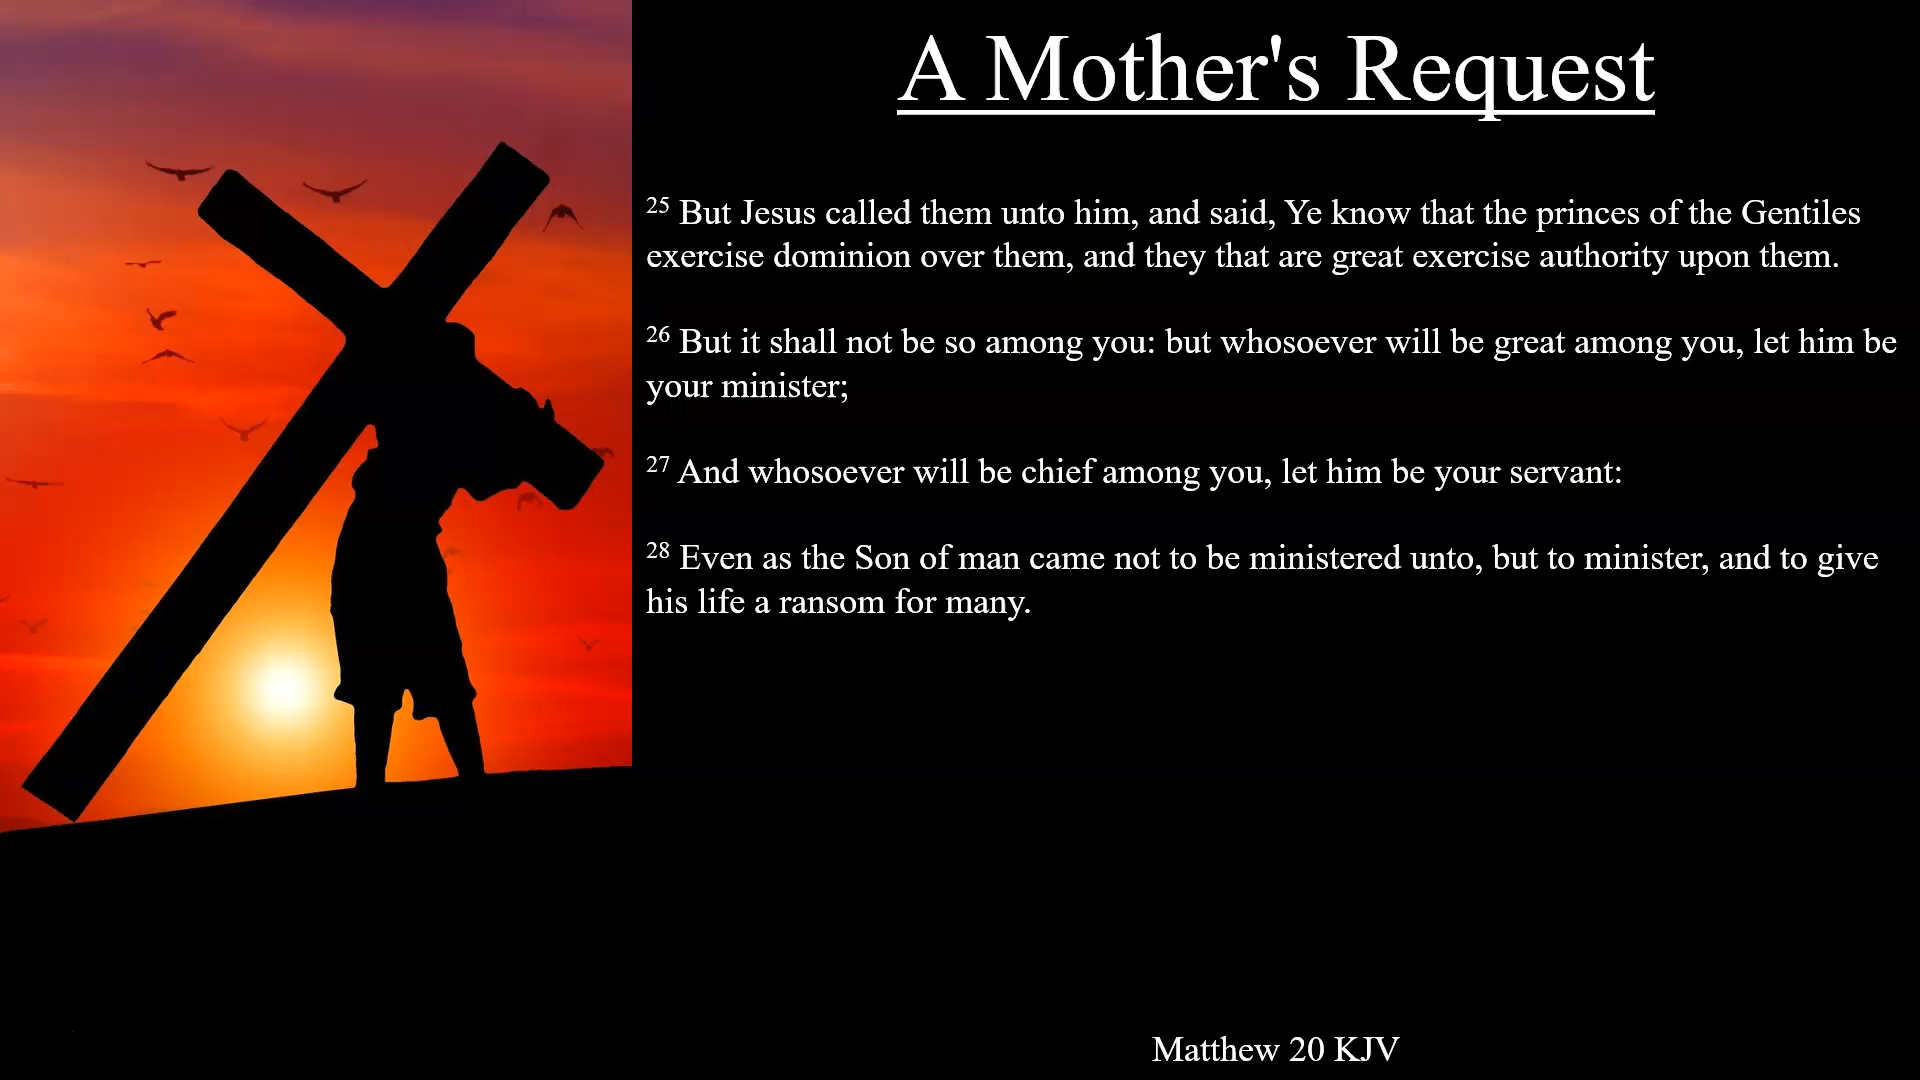 A Mother's Request
25 But Jesus called them unto him, and said, Ye know that the princes of the Gentiles
exercise dominion over them, and they that are great exercise authority upon them.
26 But it shall not be so among you: but whosoever will be great among you, let him be
your minister;
27 And whosoever will be chief among you, let him be your servant:
28 Even as the Son of man came not to be ministered unto, but to minister, and to give
his life a ransom for many.
Matthew 20 KJV